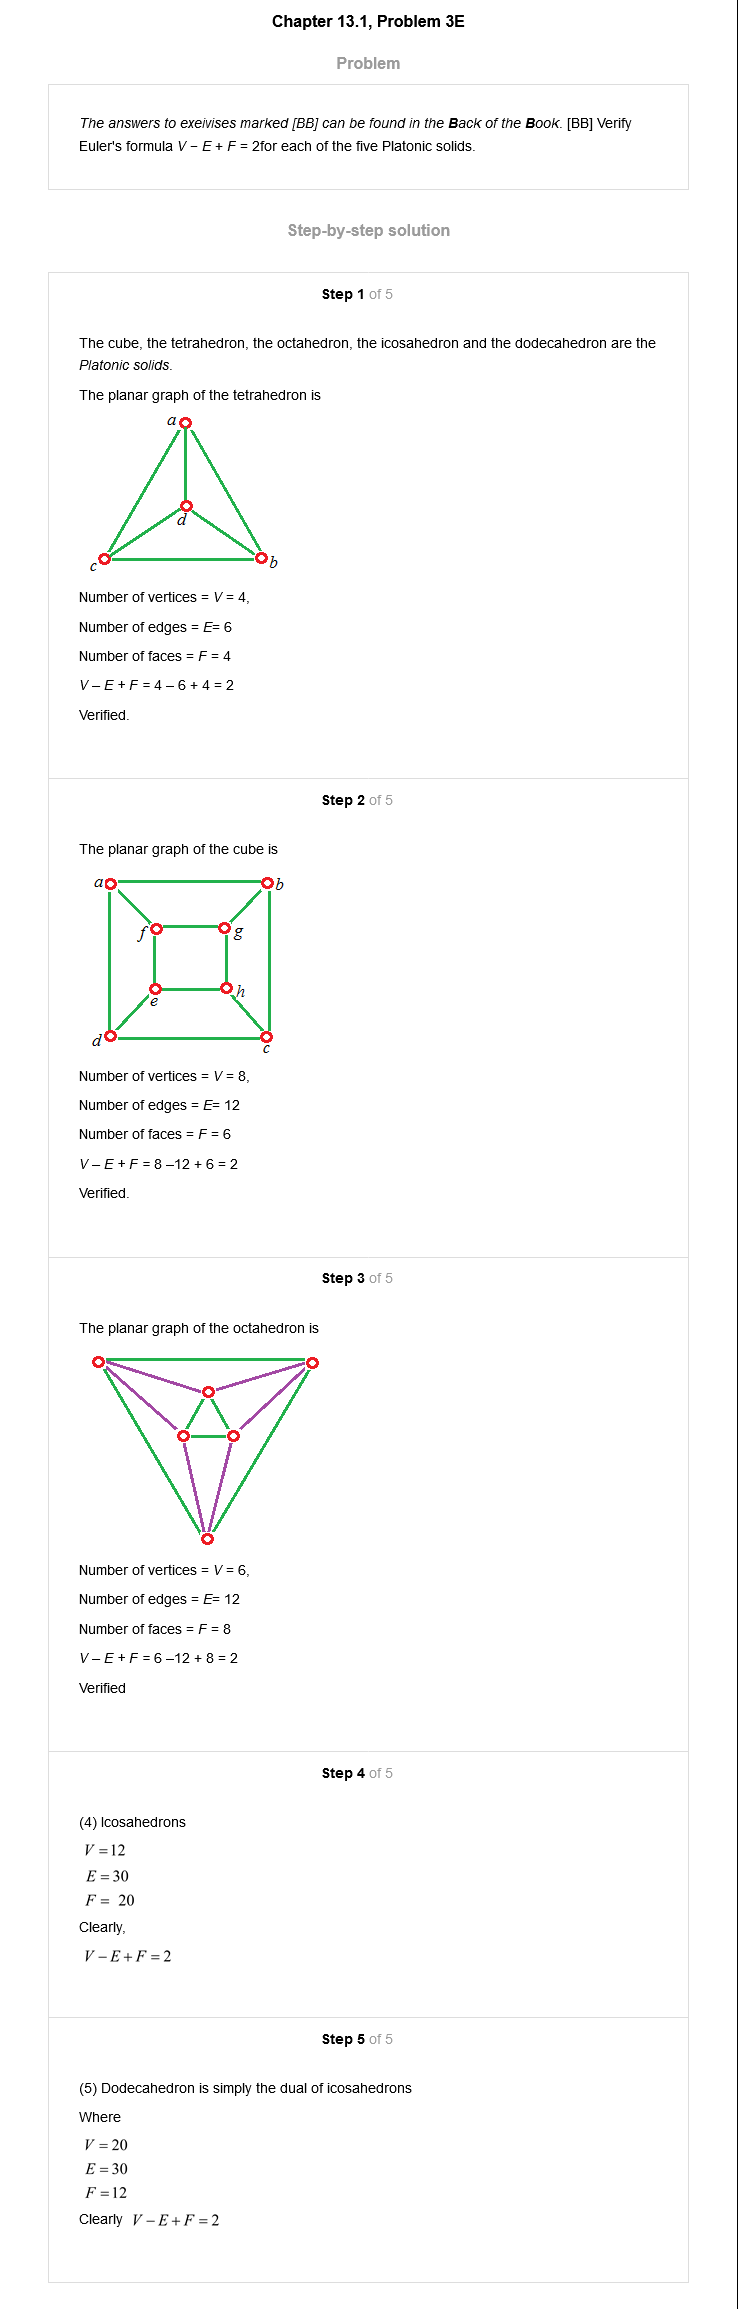 Chapter 13.1, Problem 3E
Problem
The answers to exeivises marked [BB] can be found in the Back of the Book. [BB] Verify
Euler's formula V − E + F = 2for each of the five Platonic solids.
Step-by-step solution
Step 1 of 5
The cube, the tetrahedron, the octahedron, the icosahedron and the dodecahedron are the
Platonic solids.
The planar graph of the tetrahedron is
a
d
c
b
Number of vertices = V = 4,
Number of edges = E= 6
Number of faces = F = 4
V – E + F = 4 – 6 + 4 = 2
Verified.
Step 2 of 5
The planar graph of the cube is
a
b
f
g
e
h
d
c
Number of vertices = V = 8,
Number of edges = E= 12
Number of faces = F = 6
V – E + F = 8 –12 + 6 = 2
Verified.
Step 3 of 5
The planar graph of the octahedron is
Number of vertices = V = 6,
Number of edges = E= 12
Number of faces = F = 8
V – E + F = 6 –12 + 8 = 2
Verified
Step 4 of 5
(4) Icosahedrons
V = 12
E = 30
F = 20
Clearly,
V − E + F = 2
Step 5 of 5
(5) Dodecahedron is simply the dual of icosahedrons
Where
V = 20
E = 30
F = 12
Clearly V − E + F = 2